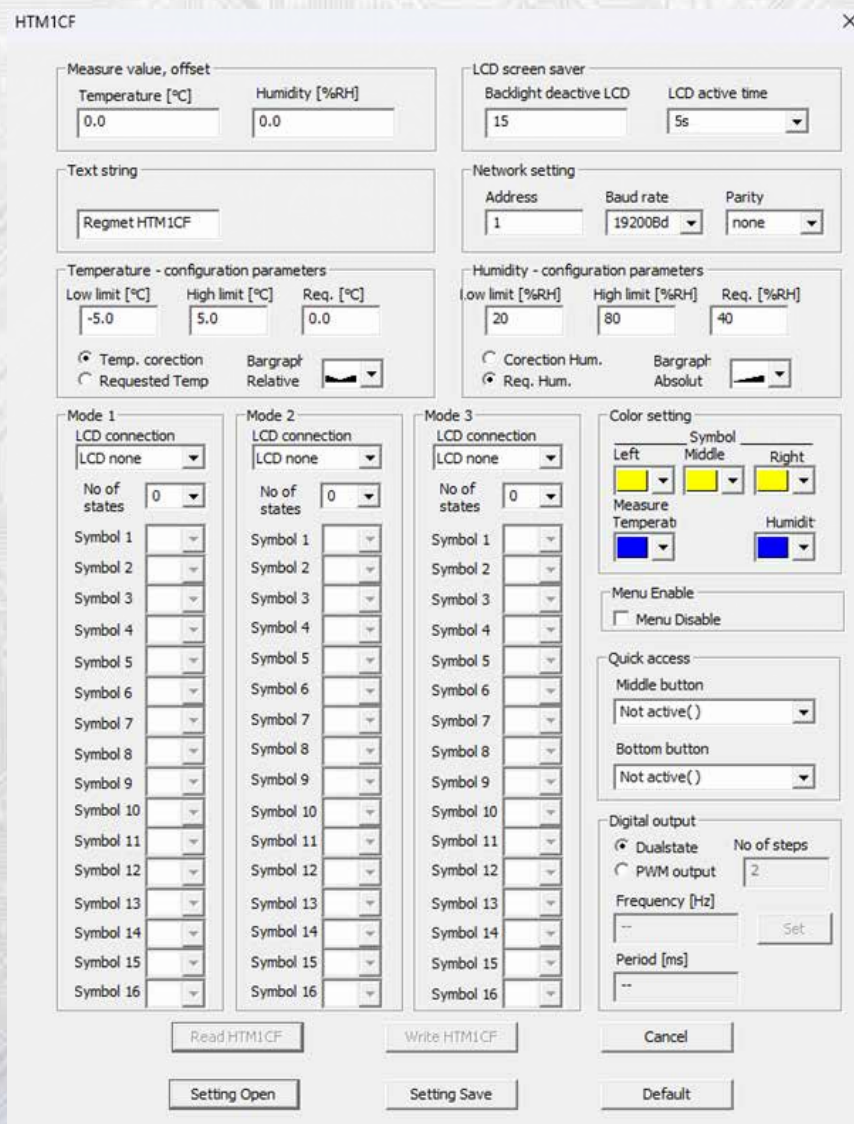 HTM1CF
Measure value, offset
Temperature [°C] Humidity [%RH]
0.0 0.0
LCD screen saver
Backlight deactive LCD LCD active time
15 5s
Text string
Regmet HTM1CF
Network setting
Address Baud rate Parity
1 19200Bd none
Temperature - configuration parameters
Low limit [°C] High limit [°C] Req. [°C]
-5.0 5.0 0.0
Temp. corection Bargraph
Requested Temp Relative
Humidity - configuration parameters
Low limit [%RH] High limit [%RH] Req. [%RH]
20 80 40
Corection Hum. Bargraph
Req. Hum. Absolut
Mode 1
LCD connection
LCD none
No of
states 0
Symbol 1
Symbol 2
Symbol 3
Symbol 4
Symbol 5
Symbol 6
Symbol 7
Symbol 8
Symbol 9
Symbol 10
Symbol 11
Symbol 12
Symbol 13
Symbol 14
Symbol 15
Symbol 16
Mode 2
LCD connection
LCD none
No of
states 0
Symbol 1
Symbol 2
Symbol 3
Symbol 4
Symbol 5
Symbol 6
Symbol 7
Symbol 8
Symbol 9
Symbol 10
Symbol 11
Symbol 12
Symbol 13
Symbol 14
Symbol 15
Symbol 16
Mode 3
LCD connection
LCD none
No of
states 0
Symbol 1
Symbol 2
Symbol 3
Symbol 4
Symbol 5
Symbol 6
Symbol 7
Symbol 8
Symbol 9
Symbol 10
Symbol 11
Symbol 12
Symbol 13
Symbol 14
Symbol 15
Symbol 16
Color setting
Symbol
Left Middle Right
Measure
Temperat Humidit
Menu Enable
Menu Disable
Quick access
Middle button
Not active( )
Bottom button
Not active( )
Digital output
Dualstate No of steps
PWM output 2
Frequency [Hz]
-- Set
Period [ms]
--
Read HTM1CF Write HTM1CF Cancel
Setting Open Setting Save Default